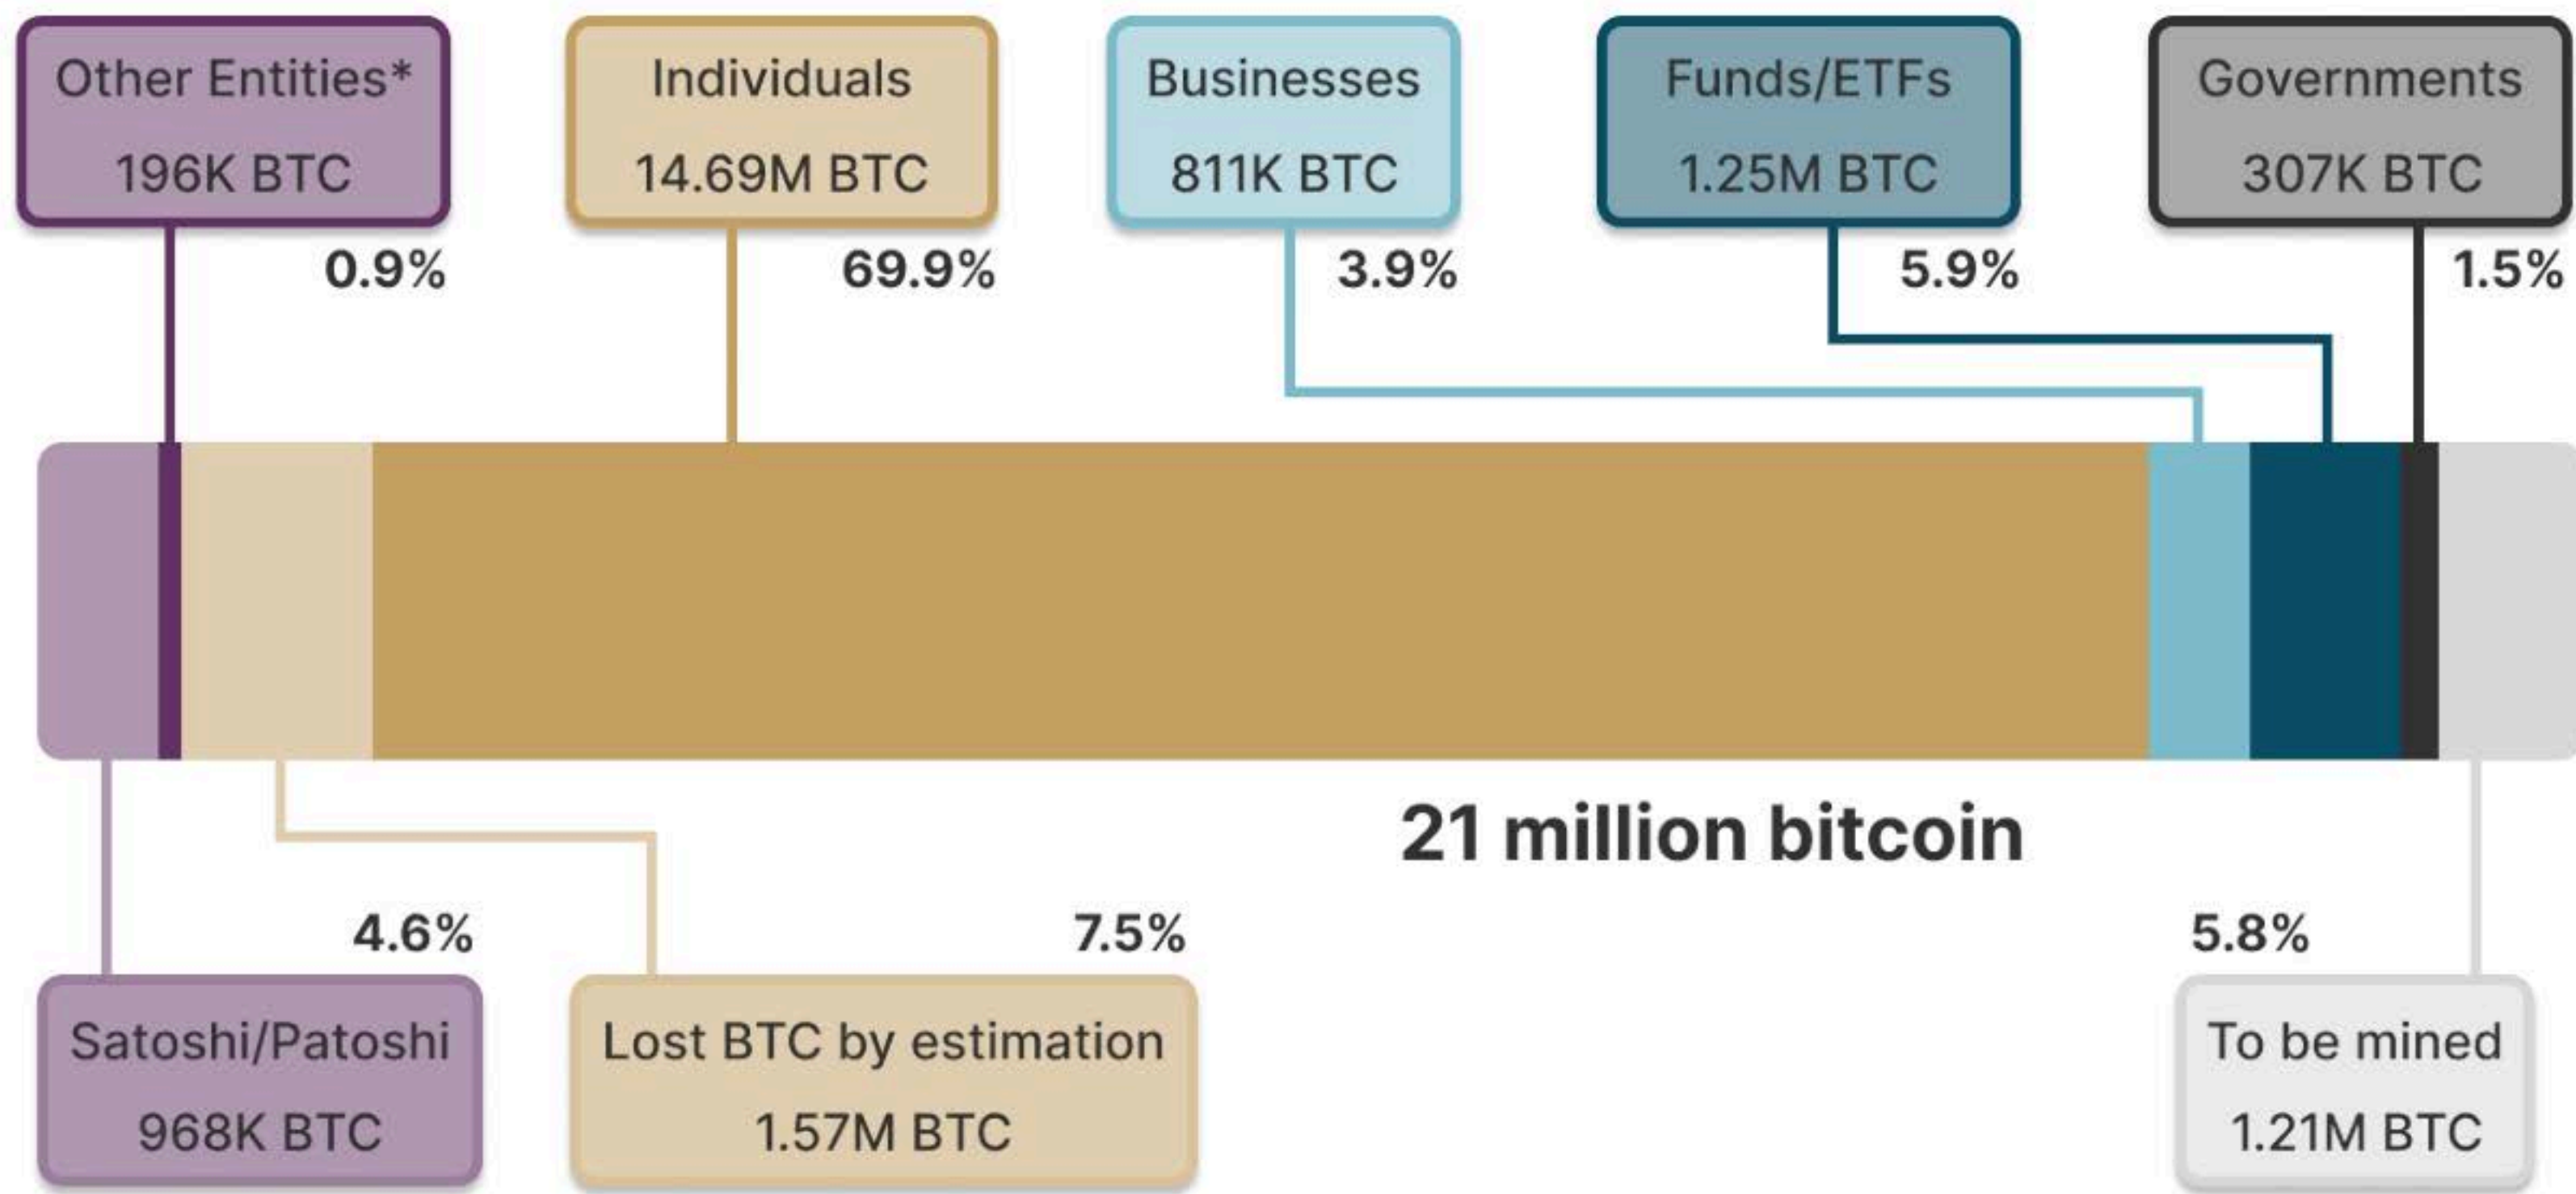 Other Entities*
196K BTC
0.9%
Individuals
14.69M BTC
69.9%
Businesses
811K BTC
3.9%
Funds/ETFs
1.25M BTC
5.9%
Governments
307K BTC
1.5%
21 million bitcoin
4.6%
Satoshi/Patoshi
968K BTC
7.5%
Lost BTC by estimation
1.57M BTC
5.8%
To be mined
1.21M BTC